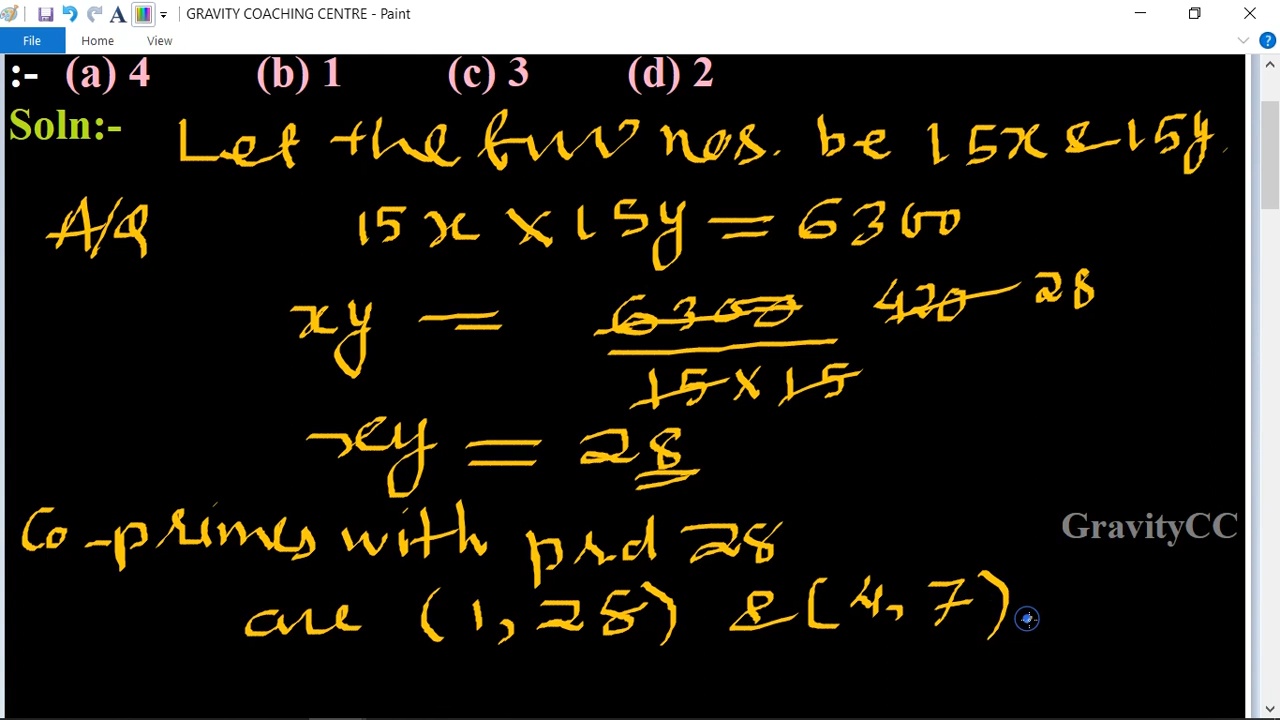 GRAVITY COACHING CENTRE - Paint
File Home View
:- (a) 4 (b) 1 (c) 3 (d) 2
Soln:- Let the two nos. be 15x & 15y.
A/Q 15x × 15y = 6300
xy = 6300 420 28
15 × 15
xy = 28
Co-primes with prd 28
GravityCC
are (1, 28) & (4, 7)